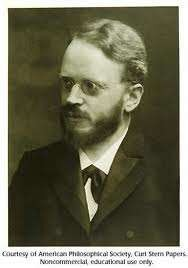 Courtesy of American Philosophical Society, Curt Stern Papers.
Noncommercial, educational use only.